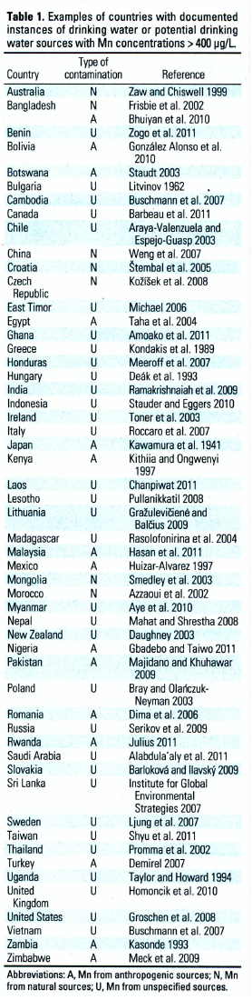 Table 1. Examples of countries with documented
instances of drinking water or potential drinking
water sources with Mn concentrations > 400 µg/L.
Type of
Country contamination Reference
Australia N Zaw and Chiswell 1999
Bangladesh N Frisbie et al. 2002
A Bhuiyan et al. 2010
Benin U Zogo et al. 2011
Bolivia A González Alonso et al.
2010
Botswana A Staudt 2003
Bulgaria U Litvinov 1962
Cambodia U Buschmann et al. 2007
Canada U Barbeau et al. 2011
Chile U Araya-Valenzuela and
Espejo-Guasp 2003
China N Weng et al. 2007
Croatia N Štembal et al. 2005
Czech N Kožíšek et al. 2008
Republic
East Timor U Michael 2006
Egypt A Taha et al. 2004
Ghana U Amoako et al. 2011
Greece U Kondakis et al. 1989
Honduras U Meeroff et al. 2007
Hungary U Deák et al. 1993
India U Ramakrishnaiah et al. 2009
Indonesia U Stauder and Eggers 2010
Ireland U Toner et al. 2003
Italy U Roccaro et al. 2007
Japan A Kawamura et al. 1941
Kenya A Kithiia and Ongwenyi
1997
Laos U Chanpiwat 2011
Lesotho U Pullanikkatil 2008
Lithuania U Gražulevičienė and
Balčius 2009
Madagascar U Rasolofonirina et al. 2004
Malaysia A Hasan et al. 2011
Mexico A Huizar-Alvarez 1997
Mongolia N Smedley et al. 2003
Morocco N Azzaoui et al. 2002
Myanmar U Aye et al. 2010
Nepal U Mahat and Shrestha 2008
New Zealand U Daughney 2003
Nigeria A Gbadebo and Taiwo 2011
Pakistan A Majidano and Khuhawar
2009
Poland U Bray and Olańczuk-
Neyman 2003
Romania A Dima et al. 2006
Russia U Serikov et al. 2009
Rwanda A Julius 2011
Saudi Arabia U Alabdula'aly et al. 2011
Slovakia U Barloková and Ilavský 2009
Sri Lanka U Institute for Global
Environmental
Strategies 2007
Sweden U Ljung et al. 2007
Taiwan U Shyu et al. 2011
Thailand U Promma et al. 2002
Turkey A Demirel 2007
Uganda U Taylor and Howard 1994
United U Homoncik et al. 2010
Kingdom
United States U Groschen et al. 2008
Vietnam U Buschmann et al. 2007
Zambia A Kasonde 1993
Zimbabwe A Meck et al. 2009
Abbreviations: A, Mn from anthropogenic sources; N, Mn
from natural sources; U, Mn from unspecified sources.